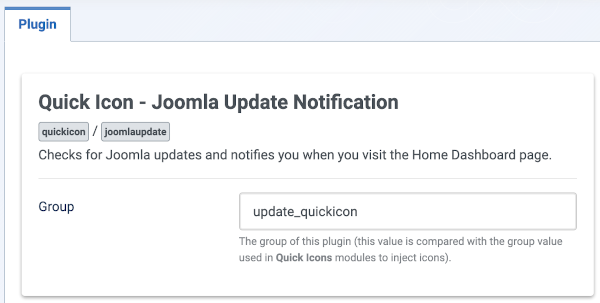 Plugin
Quick Icon - Joomla Update Notification
quickicon / joomlaupdate
Checks for Joomla updates and notifies you when you visit the Home Dashboard page.
Group
update_quickicon
The group of this plugin (this value is compared with the group value
used in Quick Icons modules to inject icons).